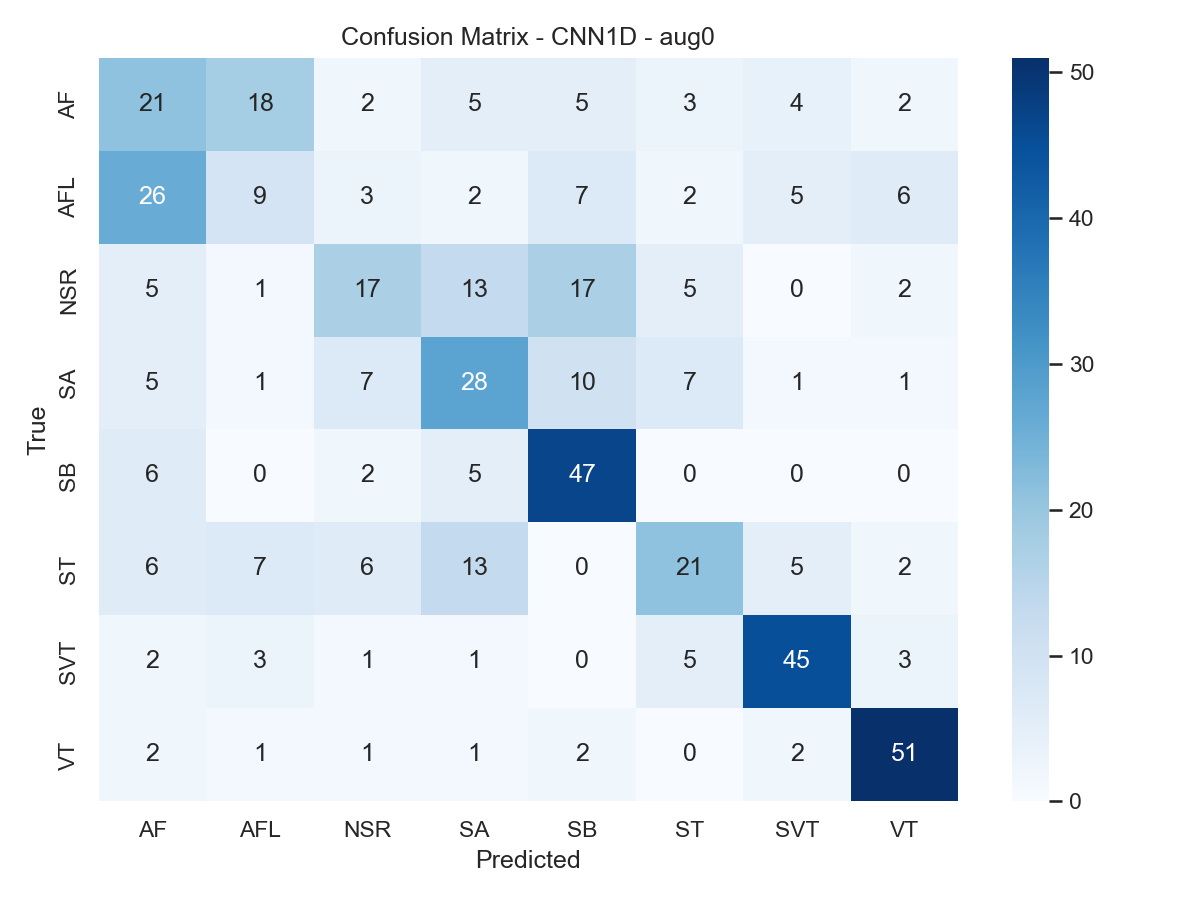 Confusion Matrix - CNN1D - aug0
AF 21 18 2 5 5 3 4 2
AFL 26 9 3 2 7 2 5 6
NSR 5 1 17 13 17 5 0 2
SA 5 1 7 28 10 7 1 1
SB 6 0 2 5 47 0 0 0
ST 6 7 6 13 0 21 5 2
SVT 2 3 1 1 0 5 45 3
VT 2 1 1 1 2 0 2 51
AF AFL NSR SA SB ST SVT VT
Predicted
True
50
40
30
20
10
0